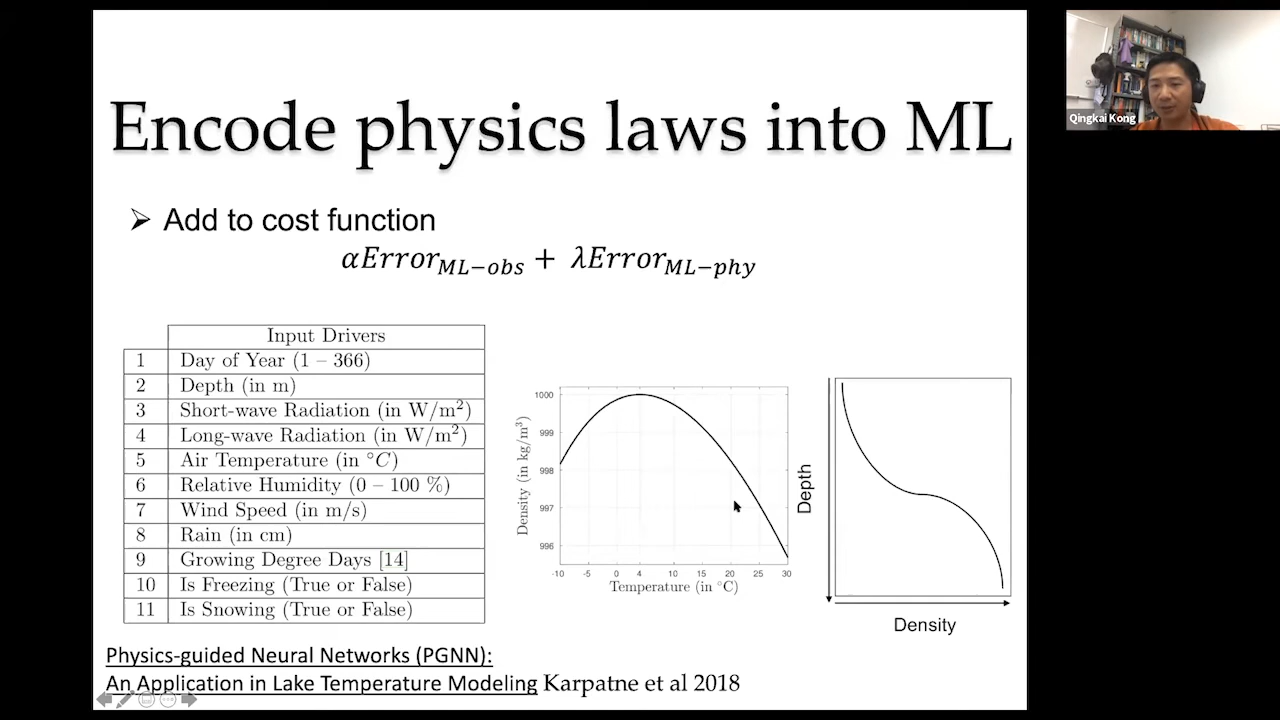 Encode physics laws into ML
➢ Add to cost function
αError_{ML−obs} + λError_{ML−phy}
Input Drivers
1 Day of Year (1 – 366)
2 Depth (in m)
3 Short-wave Radiation (in W/m²)
4 Long-wave Radiation (in W/m²)
5 Air Temperature (in °C)
6 Relative Humidity (0 – 100 %)
7 Wind Speed (in m/s)
8 Rain (in cm)
9 Growing Degree Days [14]
10 Is Freezing (True or False)
11 Is Snowing (True or False)
Density (in kg/m³)
1000
999
998
997
996
-10 -5 0 4 10 15 20 25 30
Temperature (in °C)
Depth
Density
Physics-guided Neural Networks (PGNN):
An Application in Lake Temperature Modeling Karpatne et al 2018
Qingkai Kong